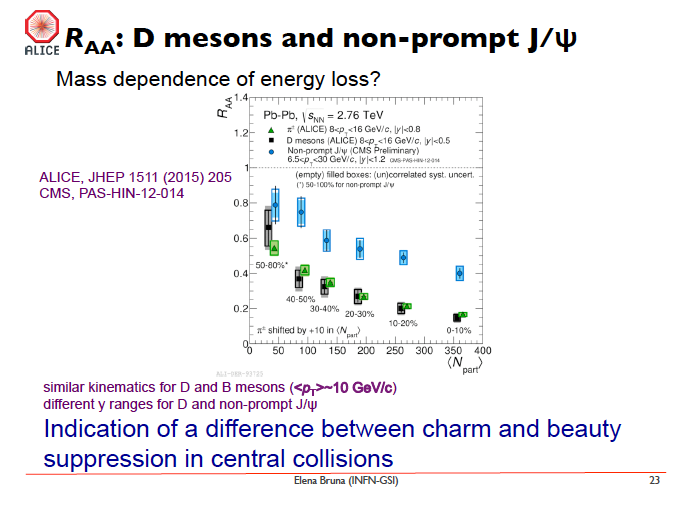 ALICE
R_AA: D mesons and non-prompt J/ψ
Mass dependence of energy loss?
R_AA
1.4
1.2
1
0.8
0.6
0.4
0.2
0
Pb-Pb, √s_NN = 2.76 TeV
π± (ALICE) 8<p_T<16 GeV/c, |y|<0.8
D mesons (ALICE) 8<p_T<16 GeV/c, |y|<0.5
Non-prompt J/ψ (CMS Preliminary)
6.5<p_T<30 GeV/c, |y|<1.2 CMS-PAS-HIN-12-014
(empty) filled boxes: (un)correlated syst. uncert.
(*) 50-100% for non-prompt J/ψ
ALICE, JHEP 1511 (2015) 205
CMS, PAS-HIN-12-014
50-80%*
40-50%
30-40%
20-30%
10-20%
0-10%
π± shifted by +10 in ⟨N_part⟩
0 50 100 150 200 250 300 350 400
⟨N_part⟩
similar kinematics for D and B mesons (<p_T>~10 GeV/c)
different y ranges for D and non-prompt J/ψ
Indication of a difference between charm and beauty
suppression in central collisions
Elena Bruna (INFN-GSI)
23